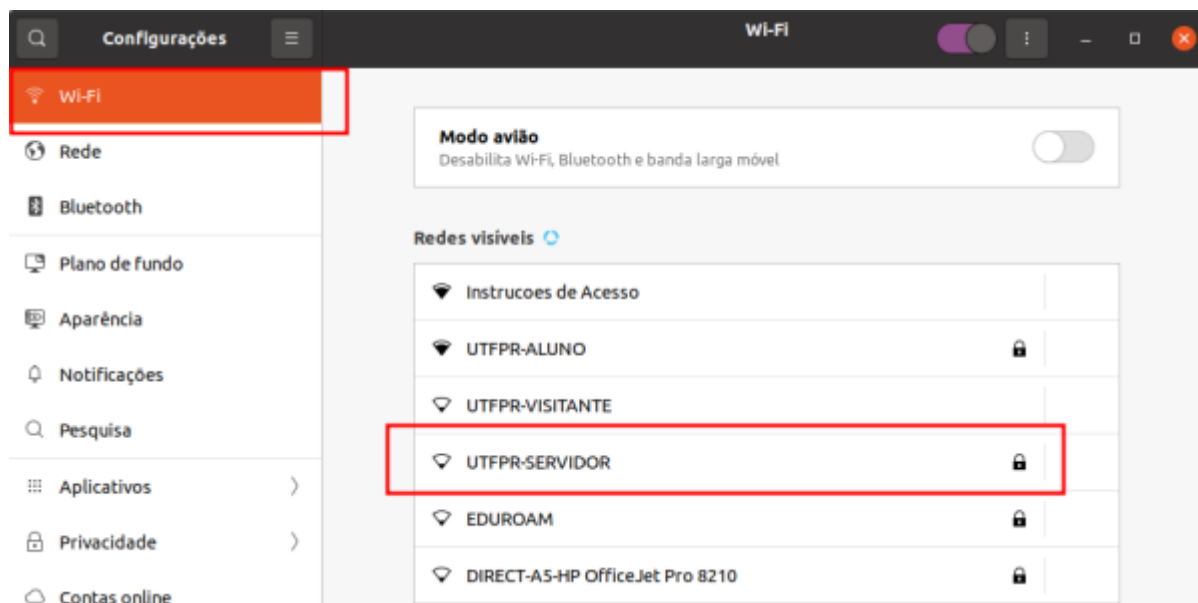 Configurações
Wi-Fi
Wi-Fi
Rede
Bluetooth
Plano de fundo
Aparência
Notificações
Pesquisa
Aplicativos
Privacidade
Contas online
Modo avião
Desabilita Wi-Fi, Bluetooth e banda larga móvel
Redes visíveis
Instrucoes de Acesso
UTFPR-ALUNO
UTFPR-VISITANTE
UTFPR-SERVIDOR
EDUROAM
DIRECT-A5-HP OfficeJet Pro 8210